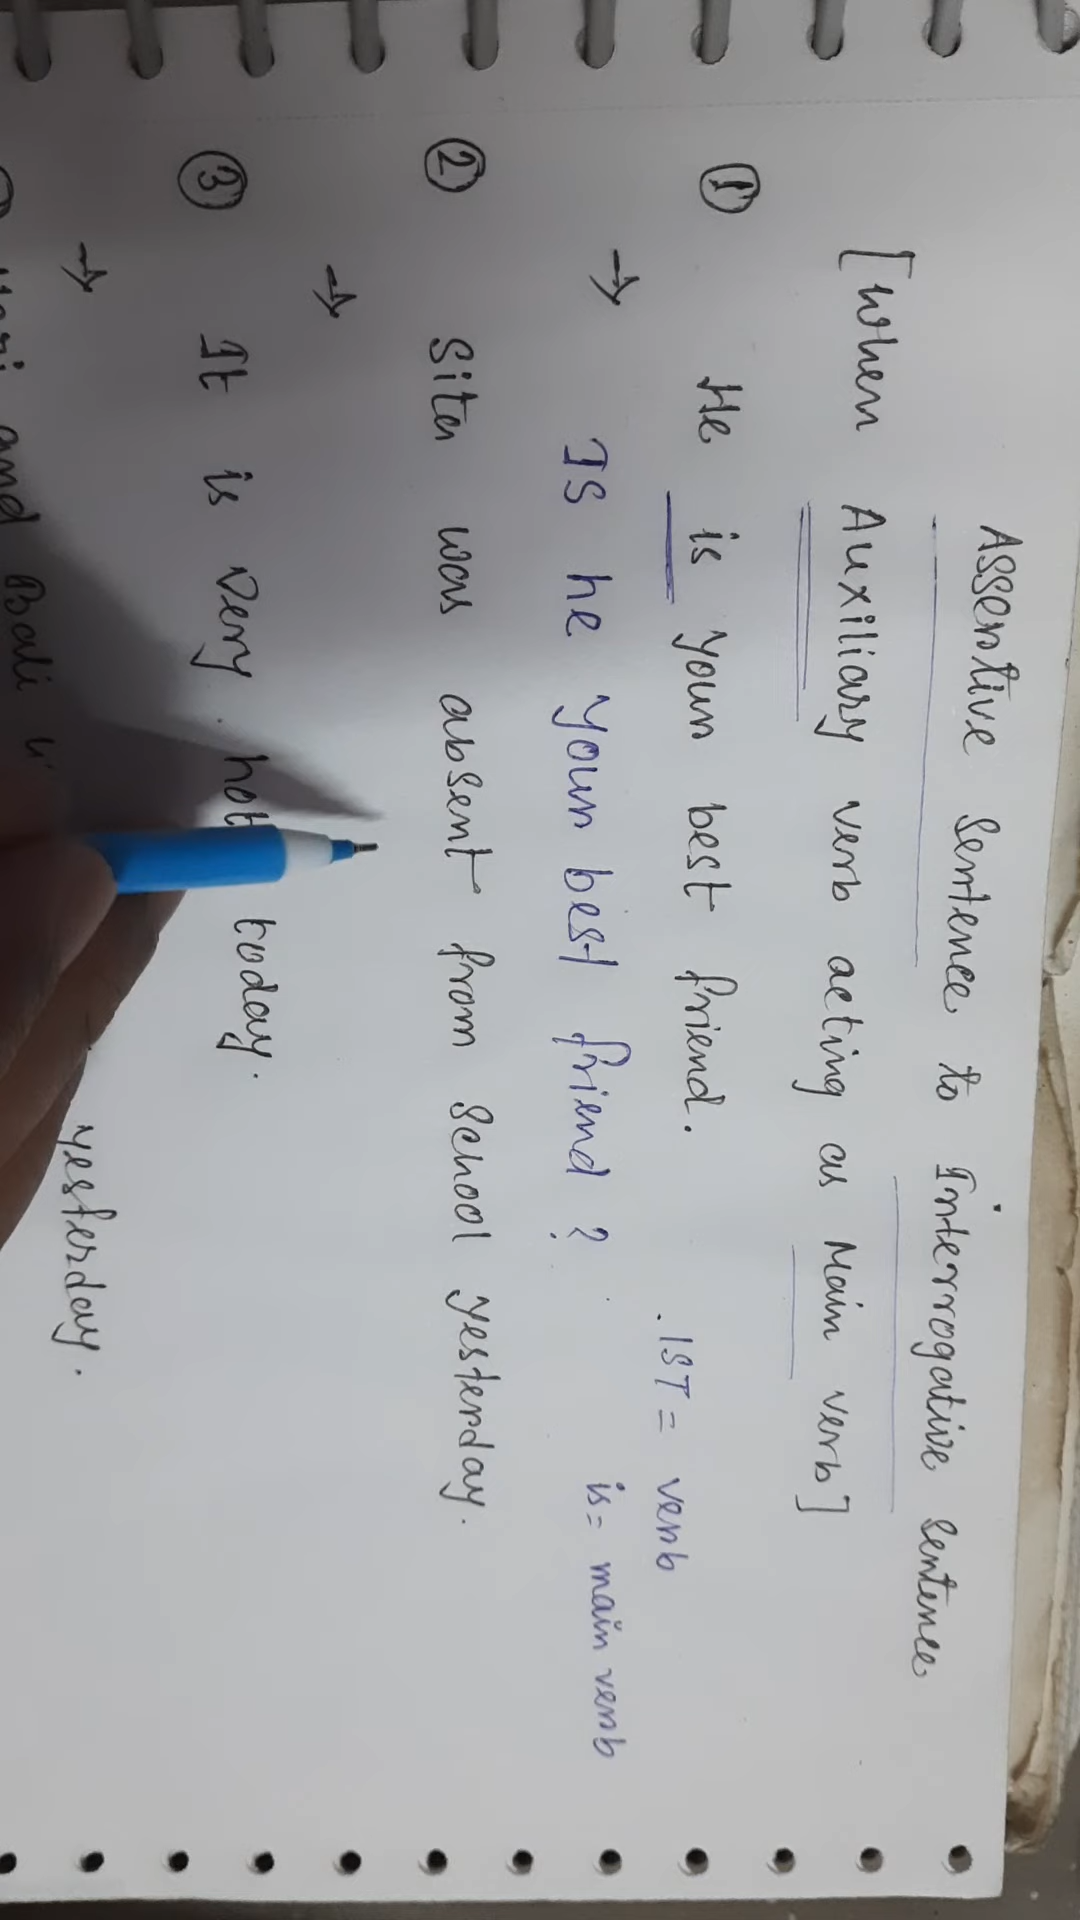 Assertive Sentence to Interrogative Sentence
[When Auxiliary verb acting as Main verb]
① He is your best friend.
→ Is he your best friend ?
.1ST = verb
is = main verb
② Sita was absent from School yesterday.
→
③ It is very hot today.
→
and Bali
yesterday.